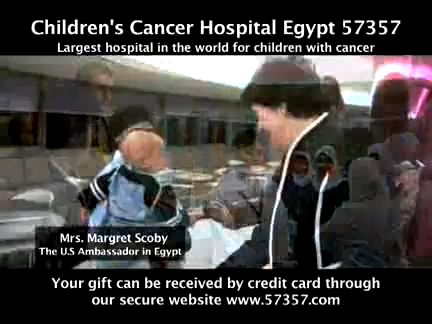 Children's Cancer Hospital Egypt 57357
Largest hospital in the world for children with cancer
Mrs. Margret Scoby
The U.S Ambassador in Egypt
Your gift can be received by credit card through
our secure website www.57357.com